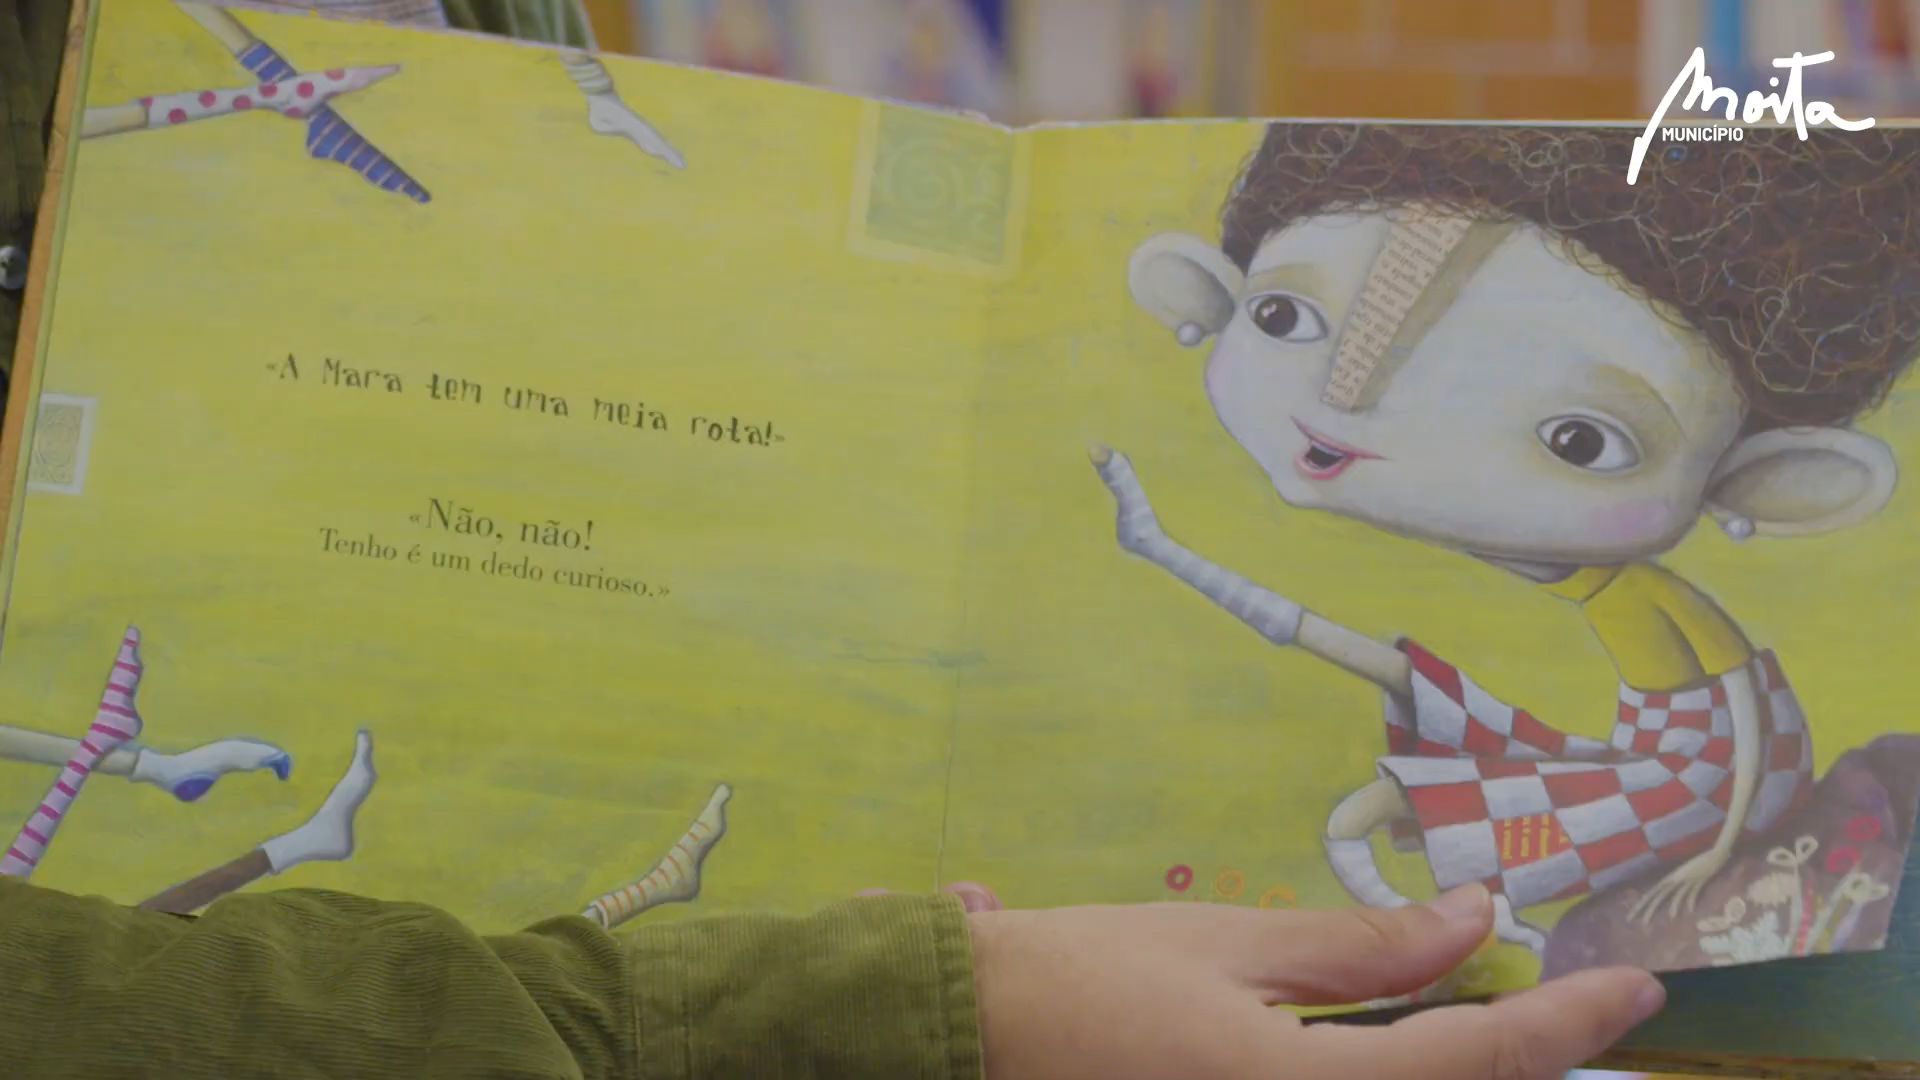 Moita
MUNICÍPIO
«A Mara tem uma meia rota!»
«Não, não!
Tenho é um dedo curioso.»